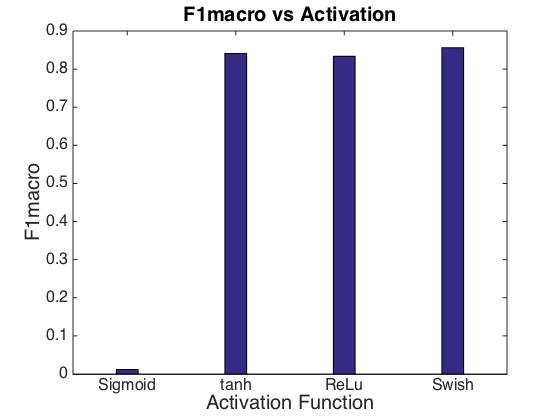 F1macro vs Activation
0.9
0.8
0.7
0.6
0.5
0.4
0.3
0.2
0.1
0
F1macro
Sigmoid tanh ReLu Swish
Activation Function